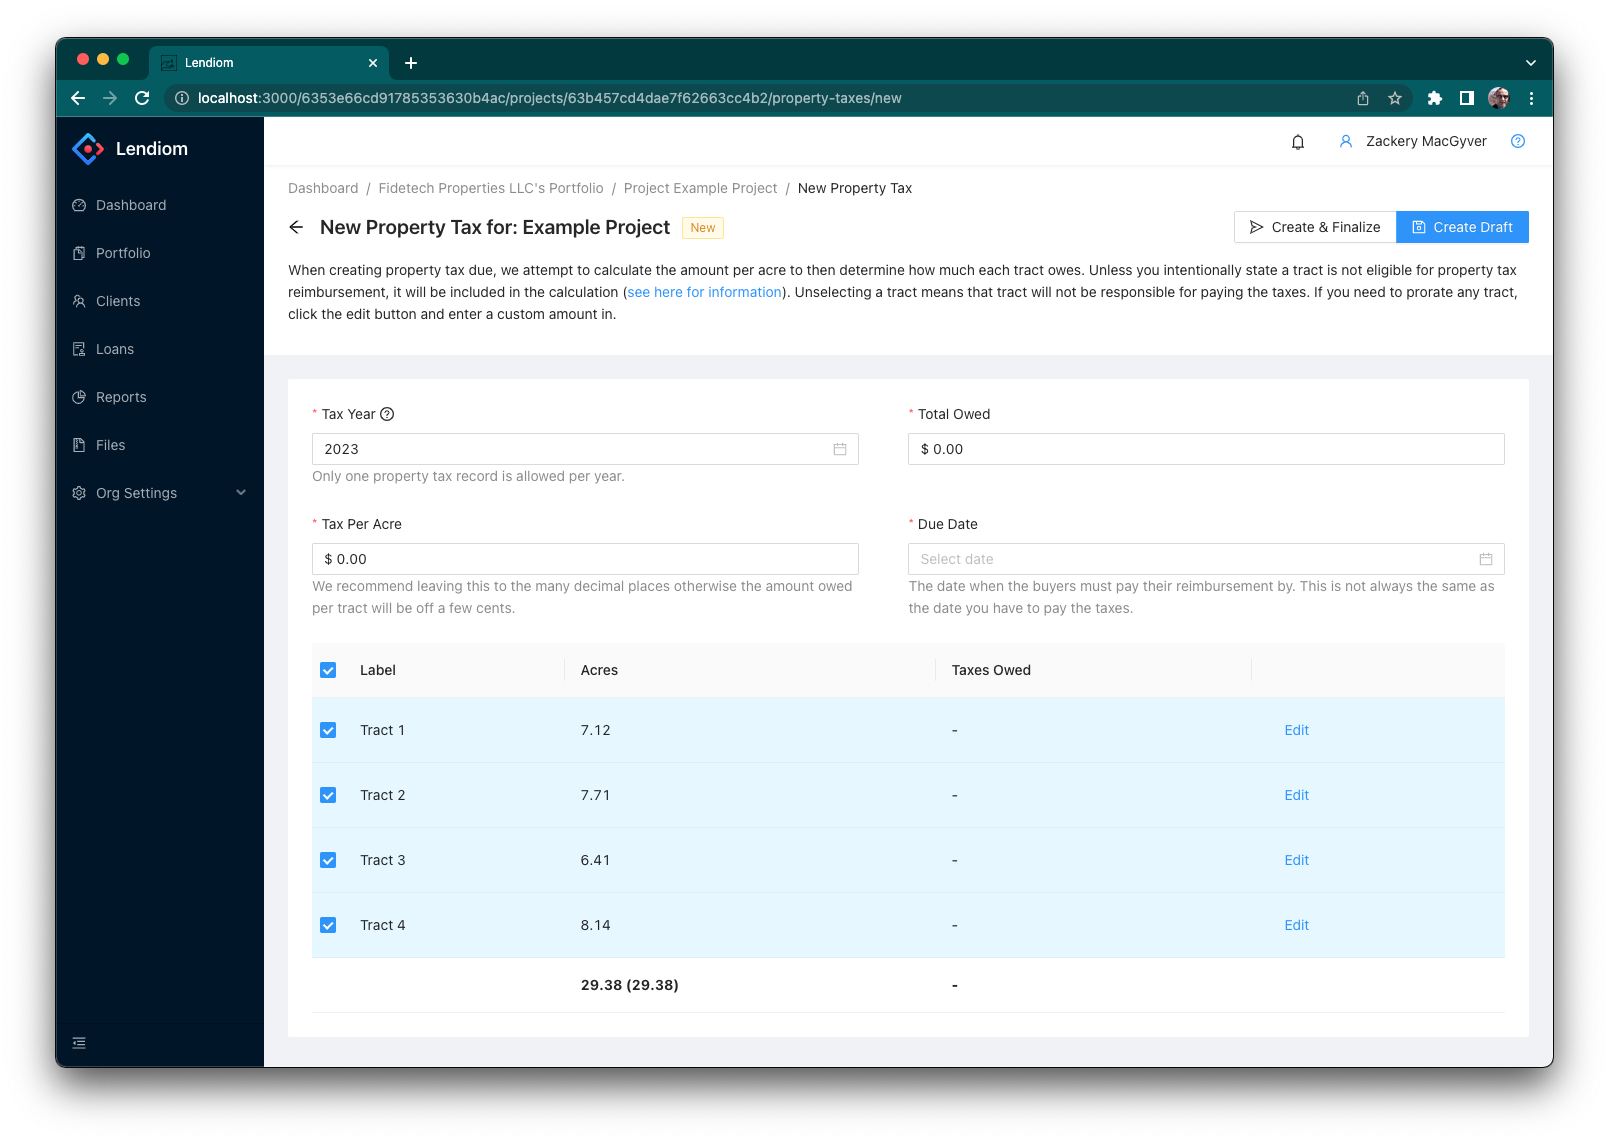 Lendiom
localhost:3000/6353e66cd91785353630b4ac/projects/63b457cd4dae7f62663cc4b2/property-taxes/new
Lendiom
Zackery MacGyver
Dashboard
Portfolio
Clients
Loans
Reports
Files
Org Settings
Dashboard / Fidetech Properties LLC's Portfolio / Project Example Project / New Property Tax
New Property Tax for: Example Project New
Create & Finalize Create Draft
When creating property tax due, we attempt to calculate the amount per acre to then determine how much each tract owes. Unless you intentionally state a tract is not eligible for property tax
reimbursement, it will be included in the calculation (see here for information). Unselecting a tract means that tract will not be responsible for paying the taxes. If you need to prorate any tract,
click the edit button and enter a custom amount in.
* Tax Year
2023
Only one property tax record is allowed per year.
* Total Owed
$ 0.00
* Tax Per Acre
$ 0.00
We recommend leaving this to the many decimal places otherwise the amount owed
per tract will be off a few cents.
* Due Date
Select date
The date when the buyers must pay their reimbursement by. This is not always the same as
the date you have to pay the taxes.
Label Acres Taxes Owed
Tract 1 7.12 - Edit
Tract 2 7.71 - Edit
Tract 3 6.41 - Edit
Tract 4 8.14 - Edit
29.38 (29.38) -